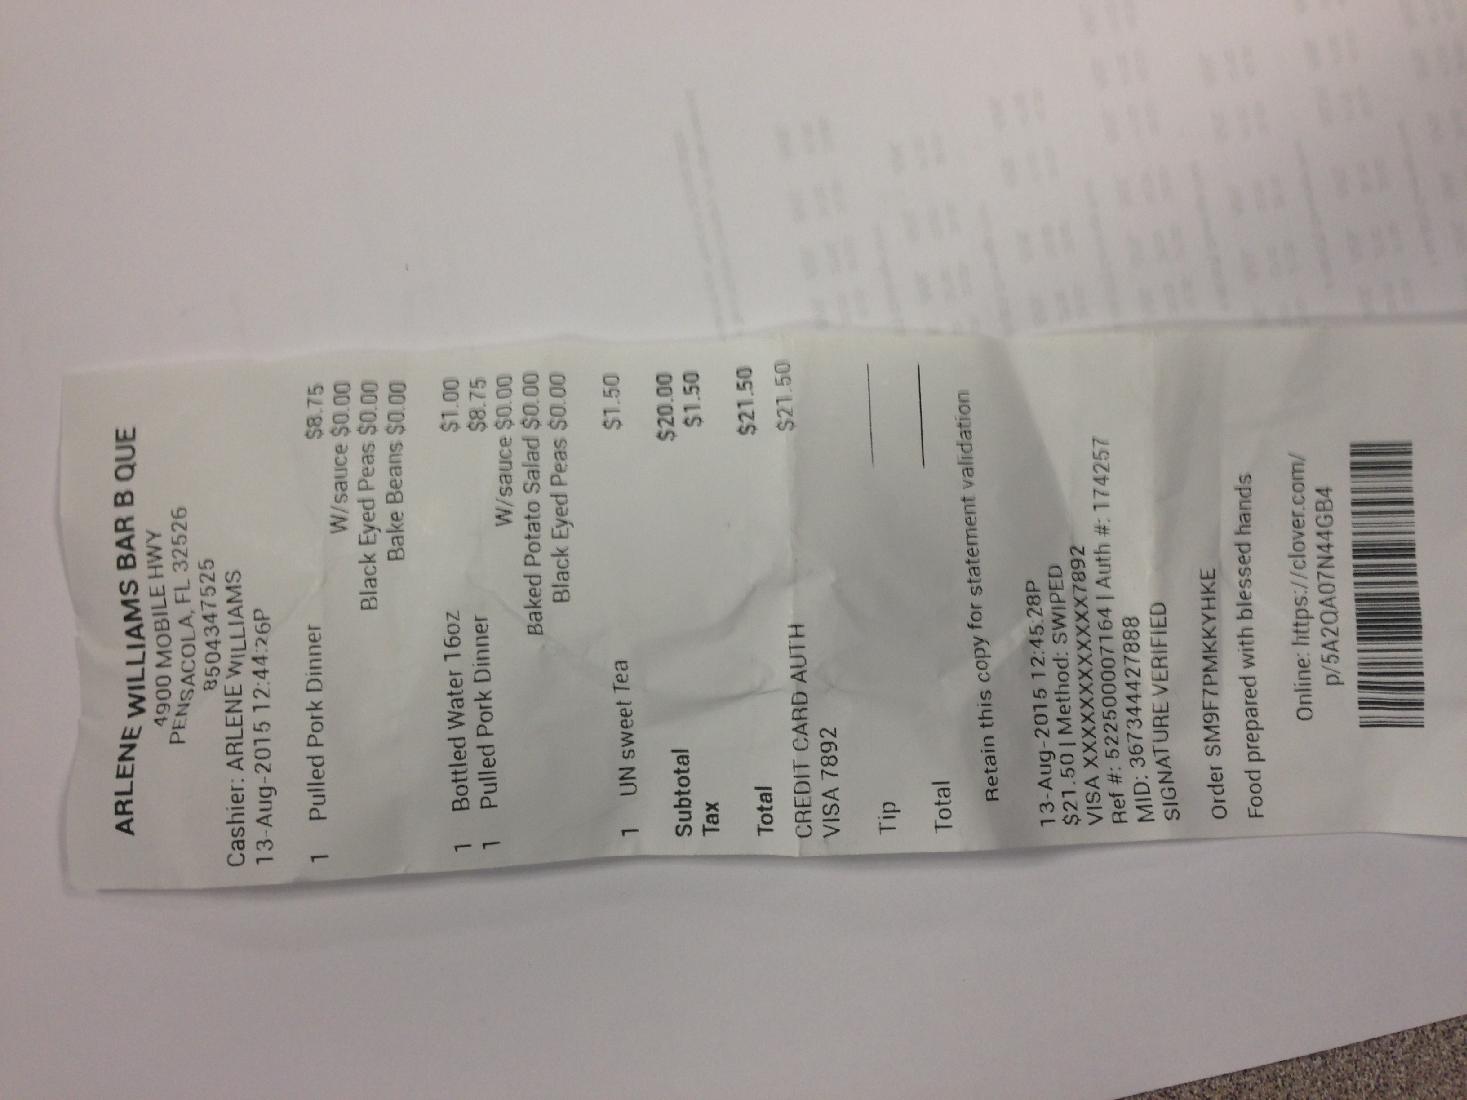 ARLENE WILLIAMS BAR B QUE
4900 MOBILE HWY
PENSACOLA, FL 32526
8504347525
Cashier: ARLENE WILLIAMS
13-Aug-2015 12:44:26P
1 Pulled Pork Dinner $8.75
W/sauce $0.00
Black Eyed Peas $0.00
Bake Beans $0.00
1 Bottled Water 16oz $1.00
1 Pulled Pork Dinner $8.75
W/sauce $0.00
Baked Potato Salad $0.00
Black Eyed Peas $0.00
1 UN sweet Tea $1.50
Subtotal $20.00
Tax $1.50
Total $21.50
CREDIT CARD AUTH $21.50
VISA 7892
Tip
Total
Retain this copy for statement validation
13-Aug-2015 12:45:28P
$21.50 | Method: SWIPED
VISA XXXXXXXXXXXX7892
Ref #: 522500007164 | Auth #: 174257
MID: 367344427888
SIGNATURE VERIFIED
Order SM9F7PMKKYHKE
Food prepared with blessed hands
Online: https://clover.com/
p/5A2QA07N44GB4